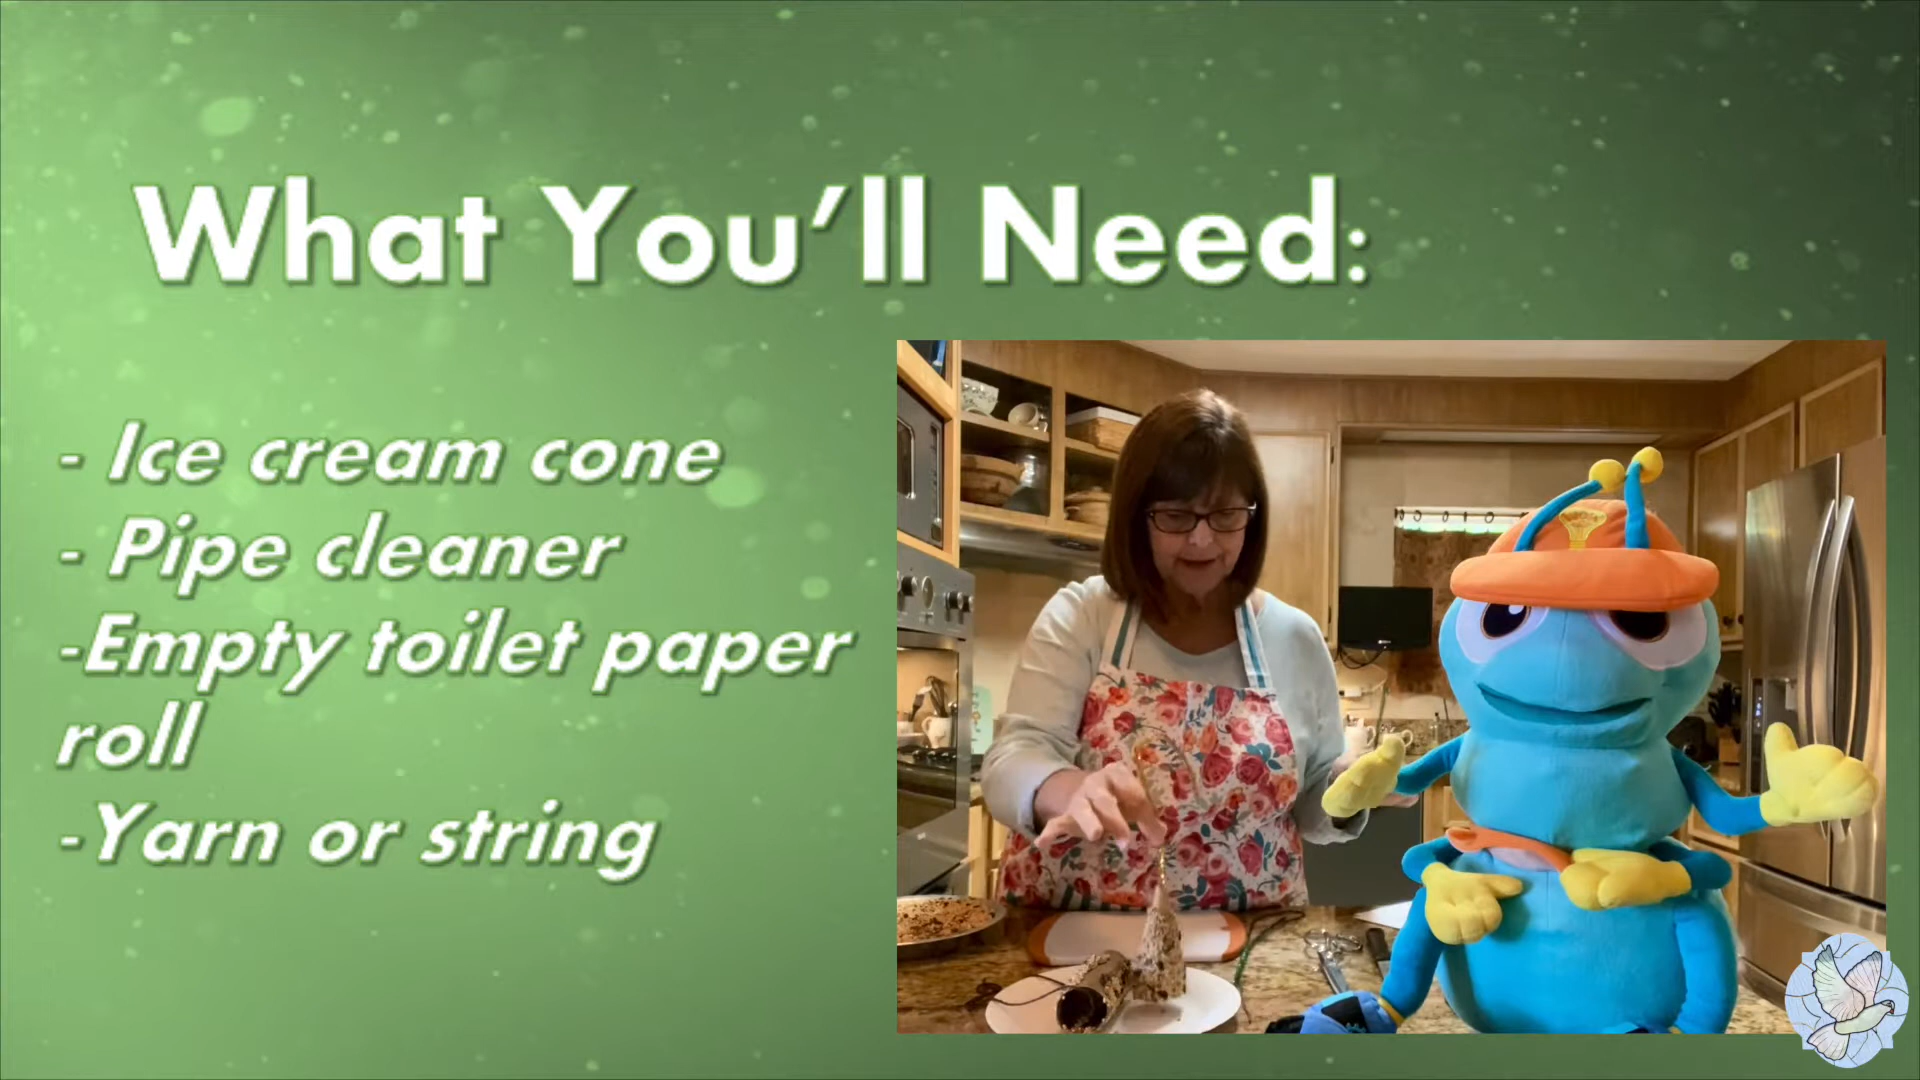 What You’ll Need:
- Ice cream cone
- Pipe cleaner
-Empty toilet paper
roll
-Yarn or string